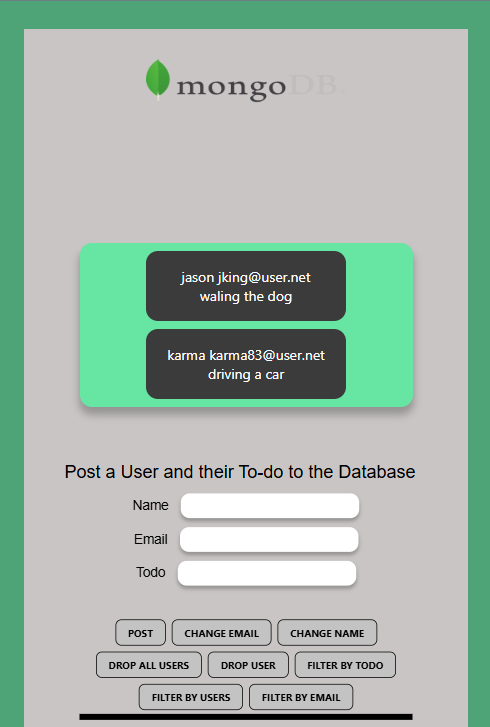 mongoDB.
jason jking@user.net
waling the dog
karma karma83@user.net
driving a car
Post a User and their To-do to the Database
Name
Email
Todo
POST CHANGE EMAIL CHANGE NAME
DROP ALL USERS DROP USER FILTER BY TODO
FILTER BY USERS FILTER BY EMAIL